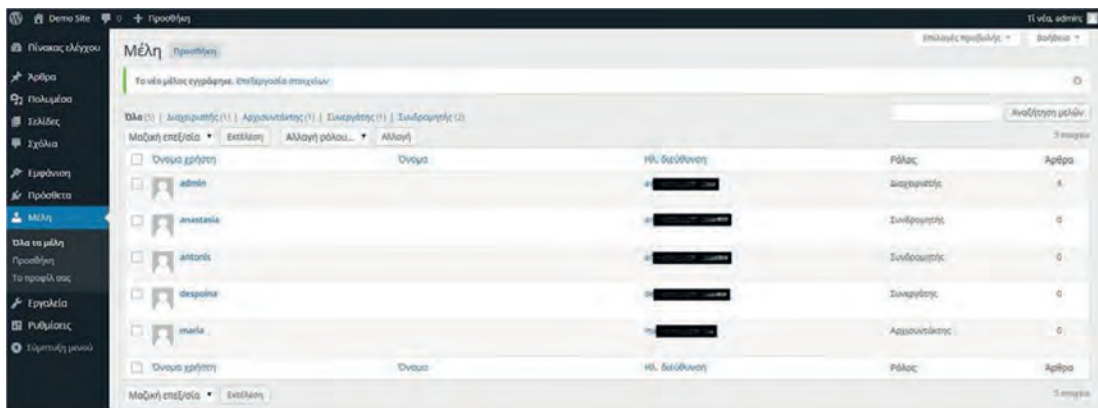 Demo Site 0 + Προσθήκη Τί νέα, admin;
Πίνακας ελέγχου
Άρθρα
Πολυμέσα
Σελίδες
Σχόλια
Εμφάνιση
Πρόσθετα
Μέλη
Όλα τα μέλη
Προσθήκη
Το προφίλ σας
Εργαλεία
Ρυθμίσεις
Σύμπτυξη μενού
Επιλογές προβολής Βοήθεια
Μέλη Προσθήκη
Το νέο μέλος εγγράφηκε. Επεξεργασία στοιχείων
Όλα (5) | Διαχειριστής (1) | Αρχισυντάκτης (1) | Συνεργάτης (1) | Συνδρομητής (2)
Αναζήτηση μελών
Μαζική επεξ/σία Εκτέλεση Αλλαγή ρόλου... Αλλαγή 5 στοιχεία
Όνομα χρήστη Όνομα Ηλ. διεύθυνση Ρόλος Άρθρα
admin Διαχειριστής
anastasia Συνδρομητής 0
antonis Συνδρομητής 0
despoina de Συνεργάτης 0
maria Αρχισυντάκτης 0
Όνομα χρήστη Όνομα Ηλ. διεύθυνση Ρόλος Άρθρα
Μαζική επεξ/σία Εκτέλεση 5 στοιχεία